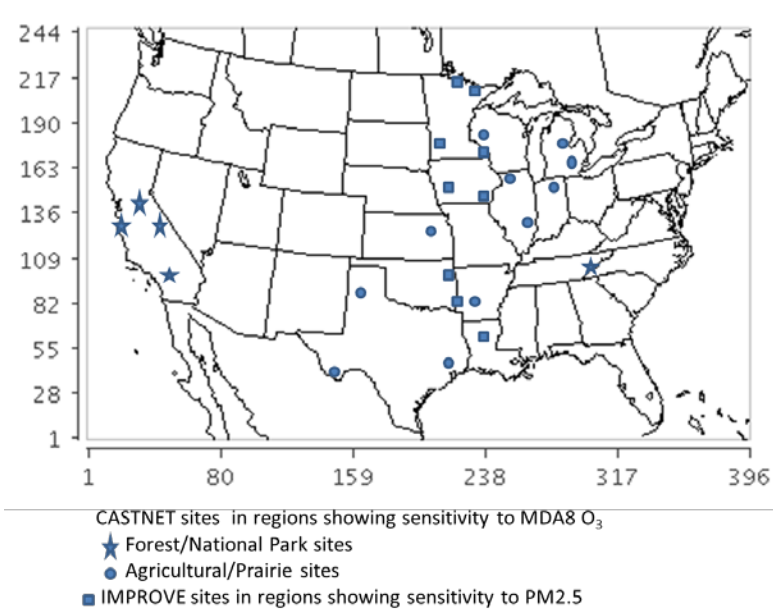 244
217
190
163
136
109
82
55
28
1
1 80 159 238 317 396
CASTNET sites in regions showing sensitivity to MDA8 O₃
Forest/National Park sites
Agricultural/Prairie sites
IMPROVE sites in regions showing sensitivity to PM2.5